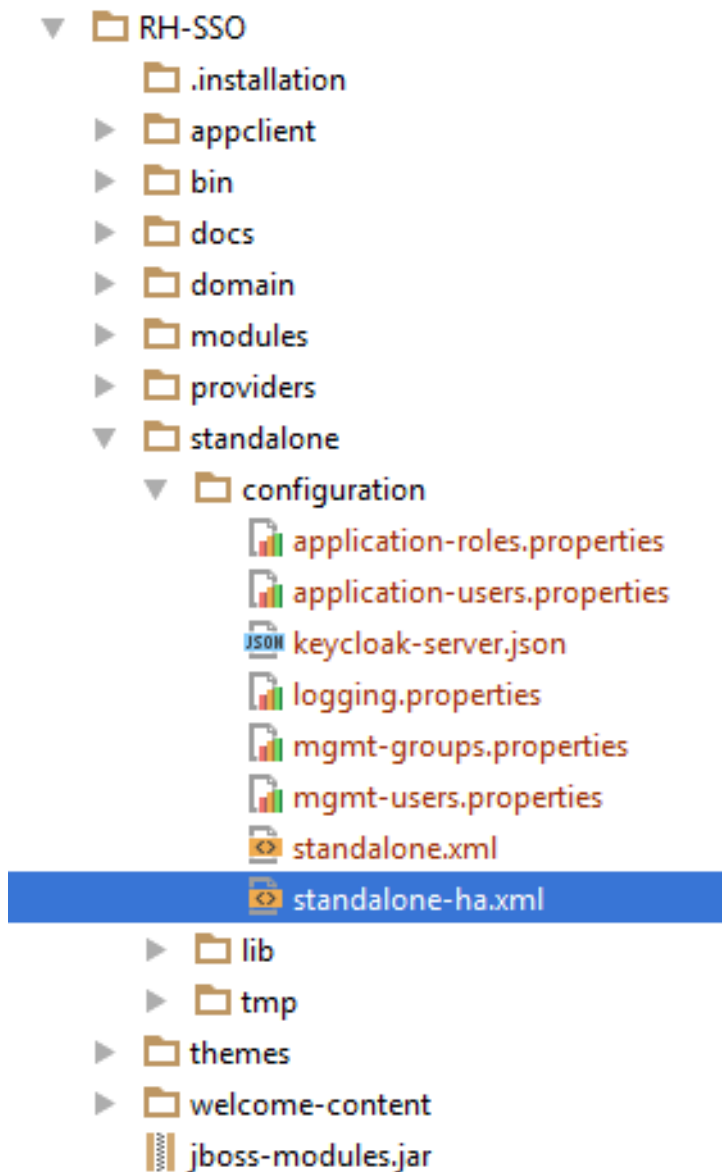 RH-SSO
.installation
appclient
bin
docs
domain
modules
providers
standalone
configuration
application-roles.properties
application-users.properties
JSON keycloak-server.json
logging.properties
mgmt-groups.properties
mgmt-users.properties
standalone.xml
standalone-ha.xml
lib
tmp
themes
welcome-content
jboss-modules.jar